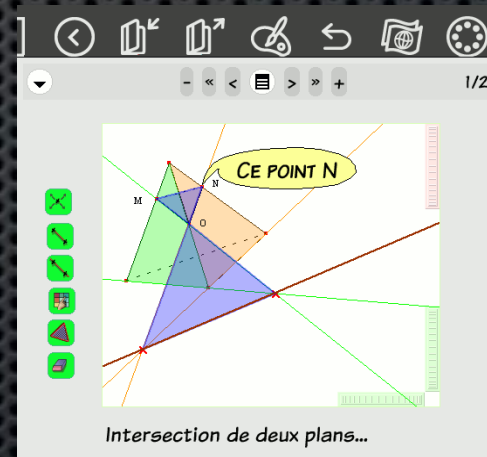 - « < > » +
1/2
CE POINT N
N
M
O
Intersection de deux plans...